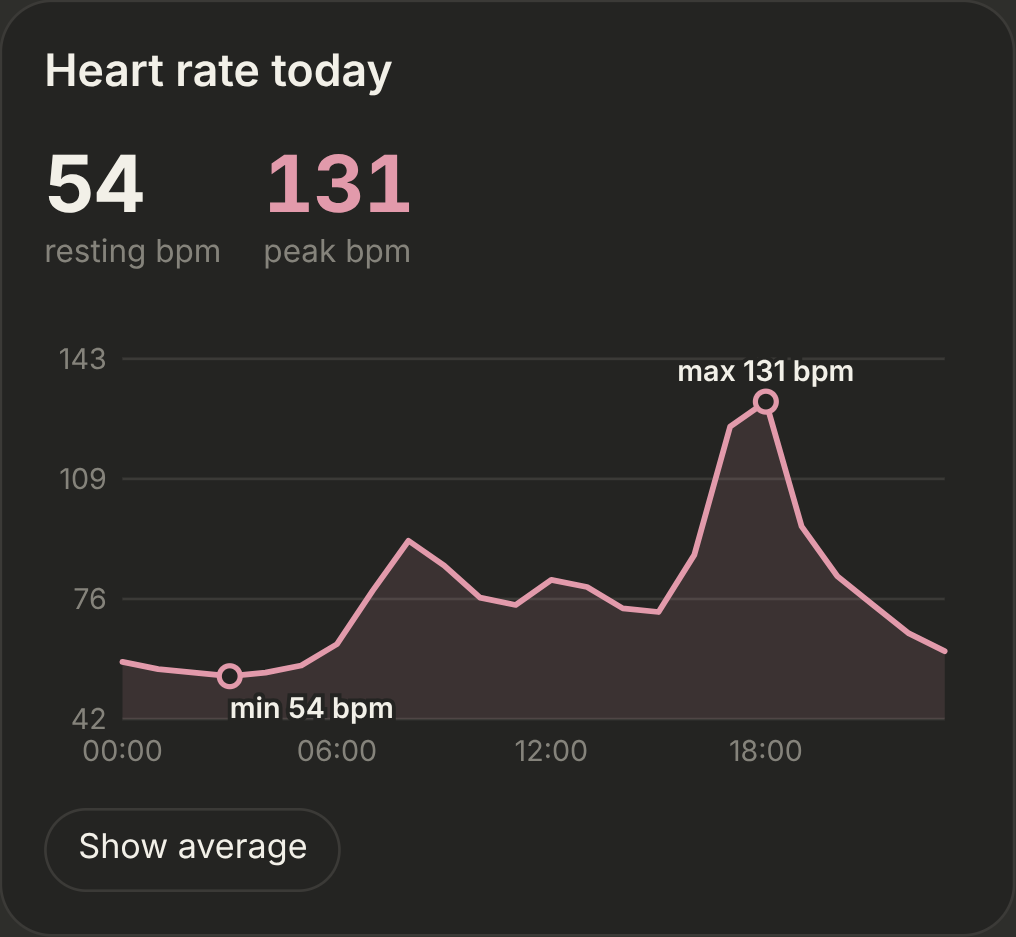 Heart rate today
54 131
resting bpm peak bpm
143
max 131 bpm
109
76
min 54 bpm
42
00:00 06:00 12:00 18:00
Show average